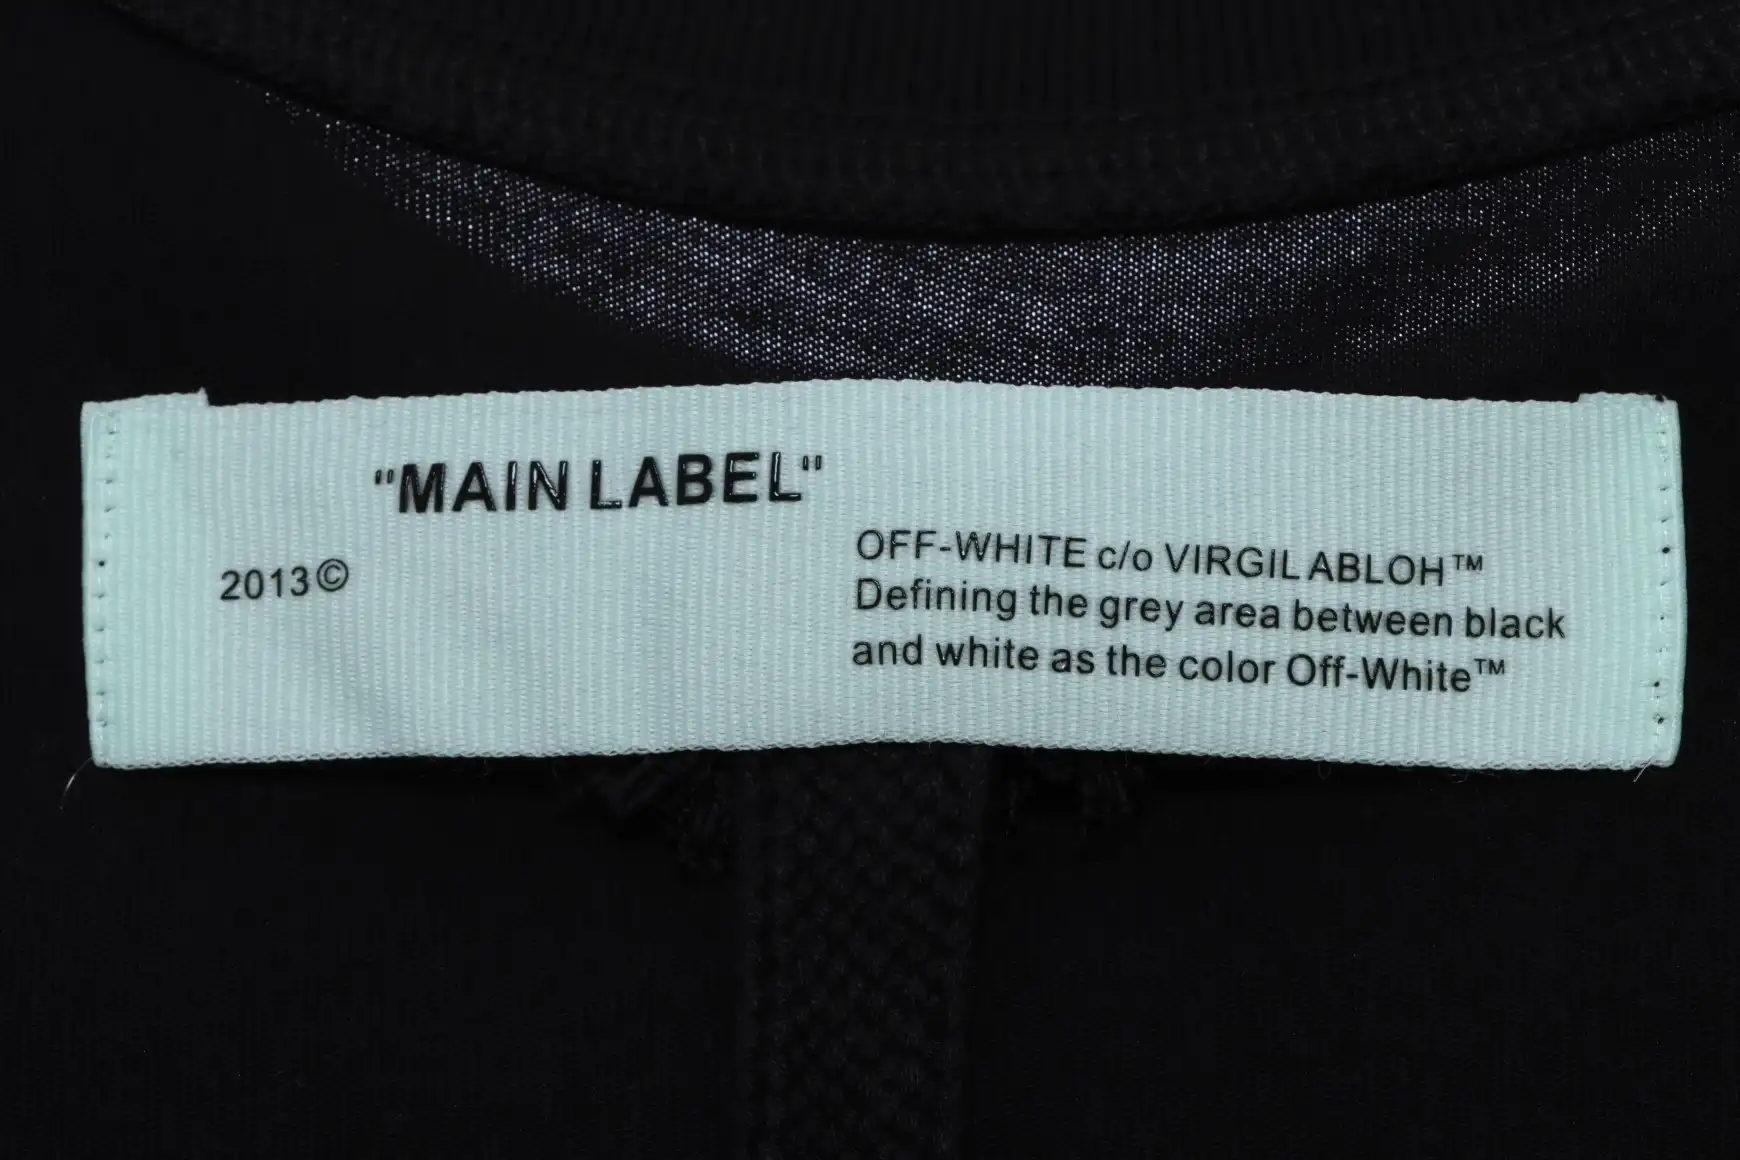 "MAIN LABEL"
2013©
OFF-WHITE c/o VIRGIL ABLOH™
Defining the grey area between black
and white as the color Off-White™